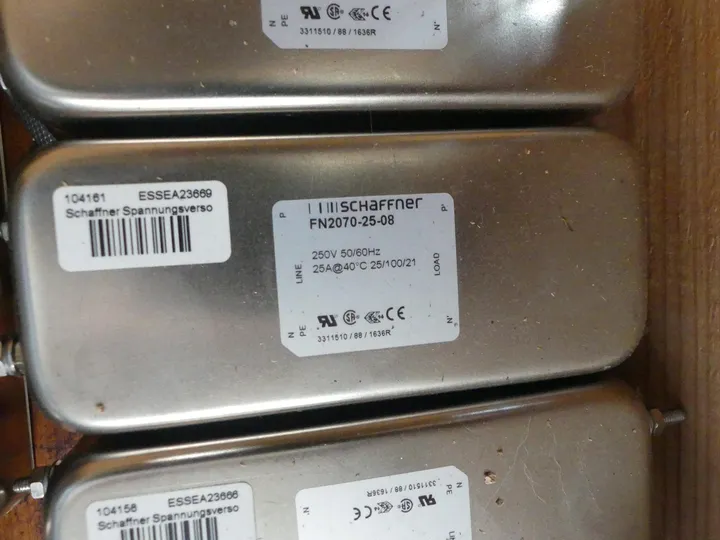 N
PE
N'
3311510 / 88 / 1636R
104161 ESSEA23669
Schaffner Spannungsverso
P
SCHAFFNER
P'
FN2070-25-08
250V 50/60Hz
25A@40°C 25/100/21
LINE
LOAD
N
PE
N'
3311510 / 88 / 1636R
104156 ESSEA23666
Schaffner Spannungsverso
N
PE
3311510 / 88 / 1636R